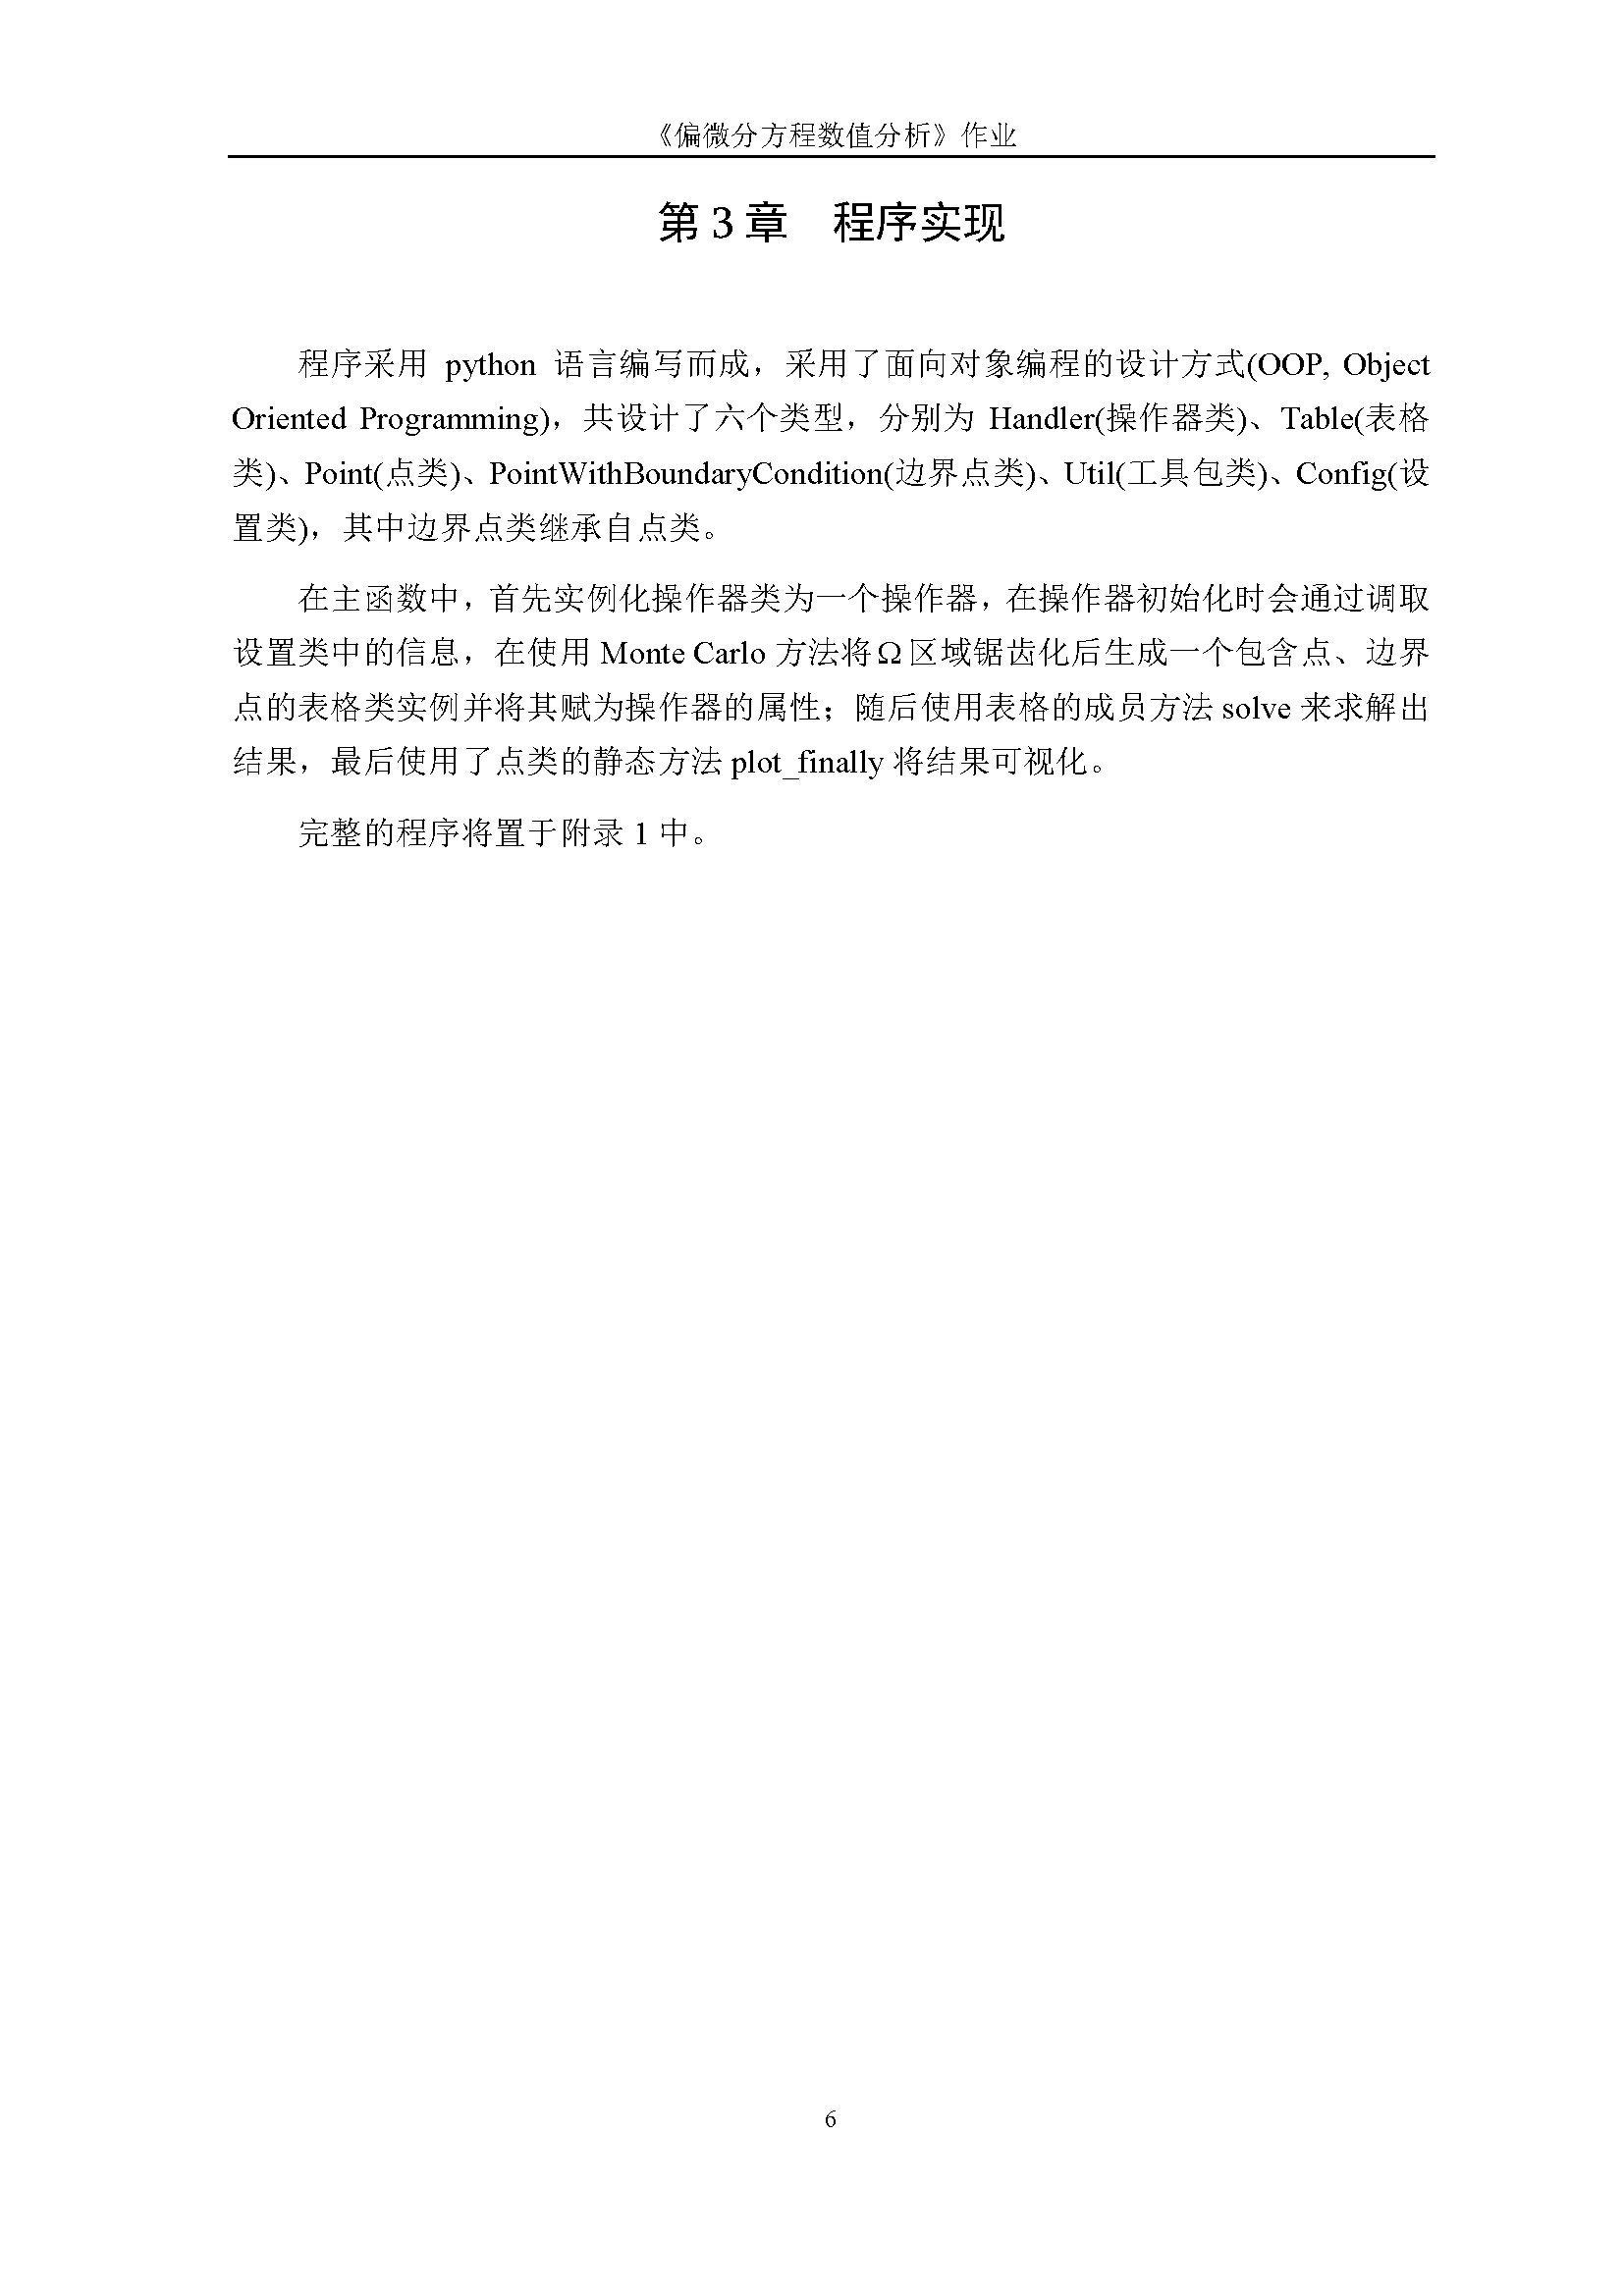 《偏微分方程数值分析》作业
第 3 章　程序实现
程序采用 python 语言编写而成，采用了面向对象编程的设计方式(OOP, Object
Oriented Programming)，共设计了六个类型，分别为 Handler(操作器类)、Table(表格
类)、Point(点类)、PointWithBoundaryCondition(边界点类)、Util(工具包类)、Config(设
置类)，其中边界点类继承自点类。
在主函数中，首先实例化操作器类为一个操作器，在操作器初始化时会通过调取
设置类中的信息，在使用 Monte Carlo 方法将Ω区域锯齿化后生成一个包含点、边界
点的表格类实例并将其赋为操作器的属性；随后使用表格的成员方法 solve 来求解出
结果，最后使用了点类的静态方法 plot_finally 将结果可视化。
完整的程序将置于附录 1 中。
6